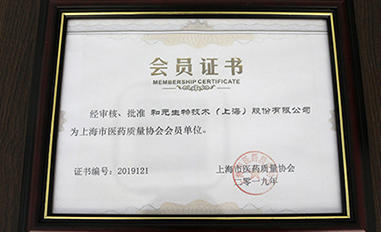 会员证书
MEMBERSHIP CERTIFICATE
经审核、批准 和元生物技术(上海)股份有限公司
为上海市医药质量协会会员单位。
证书编号：2019121
上海市医药质量协会
二〇一九年